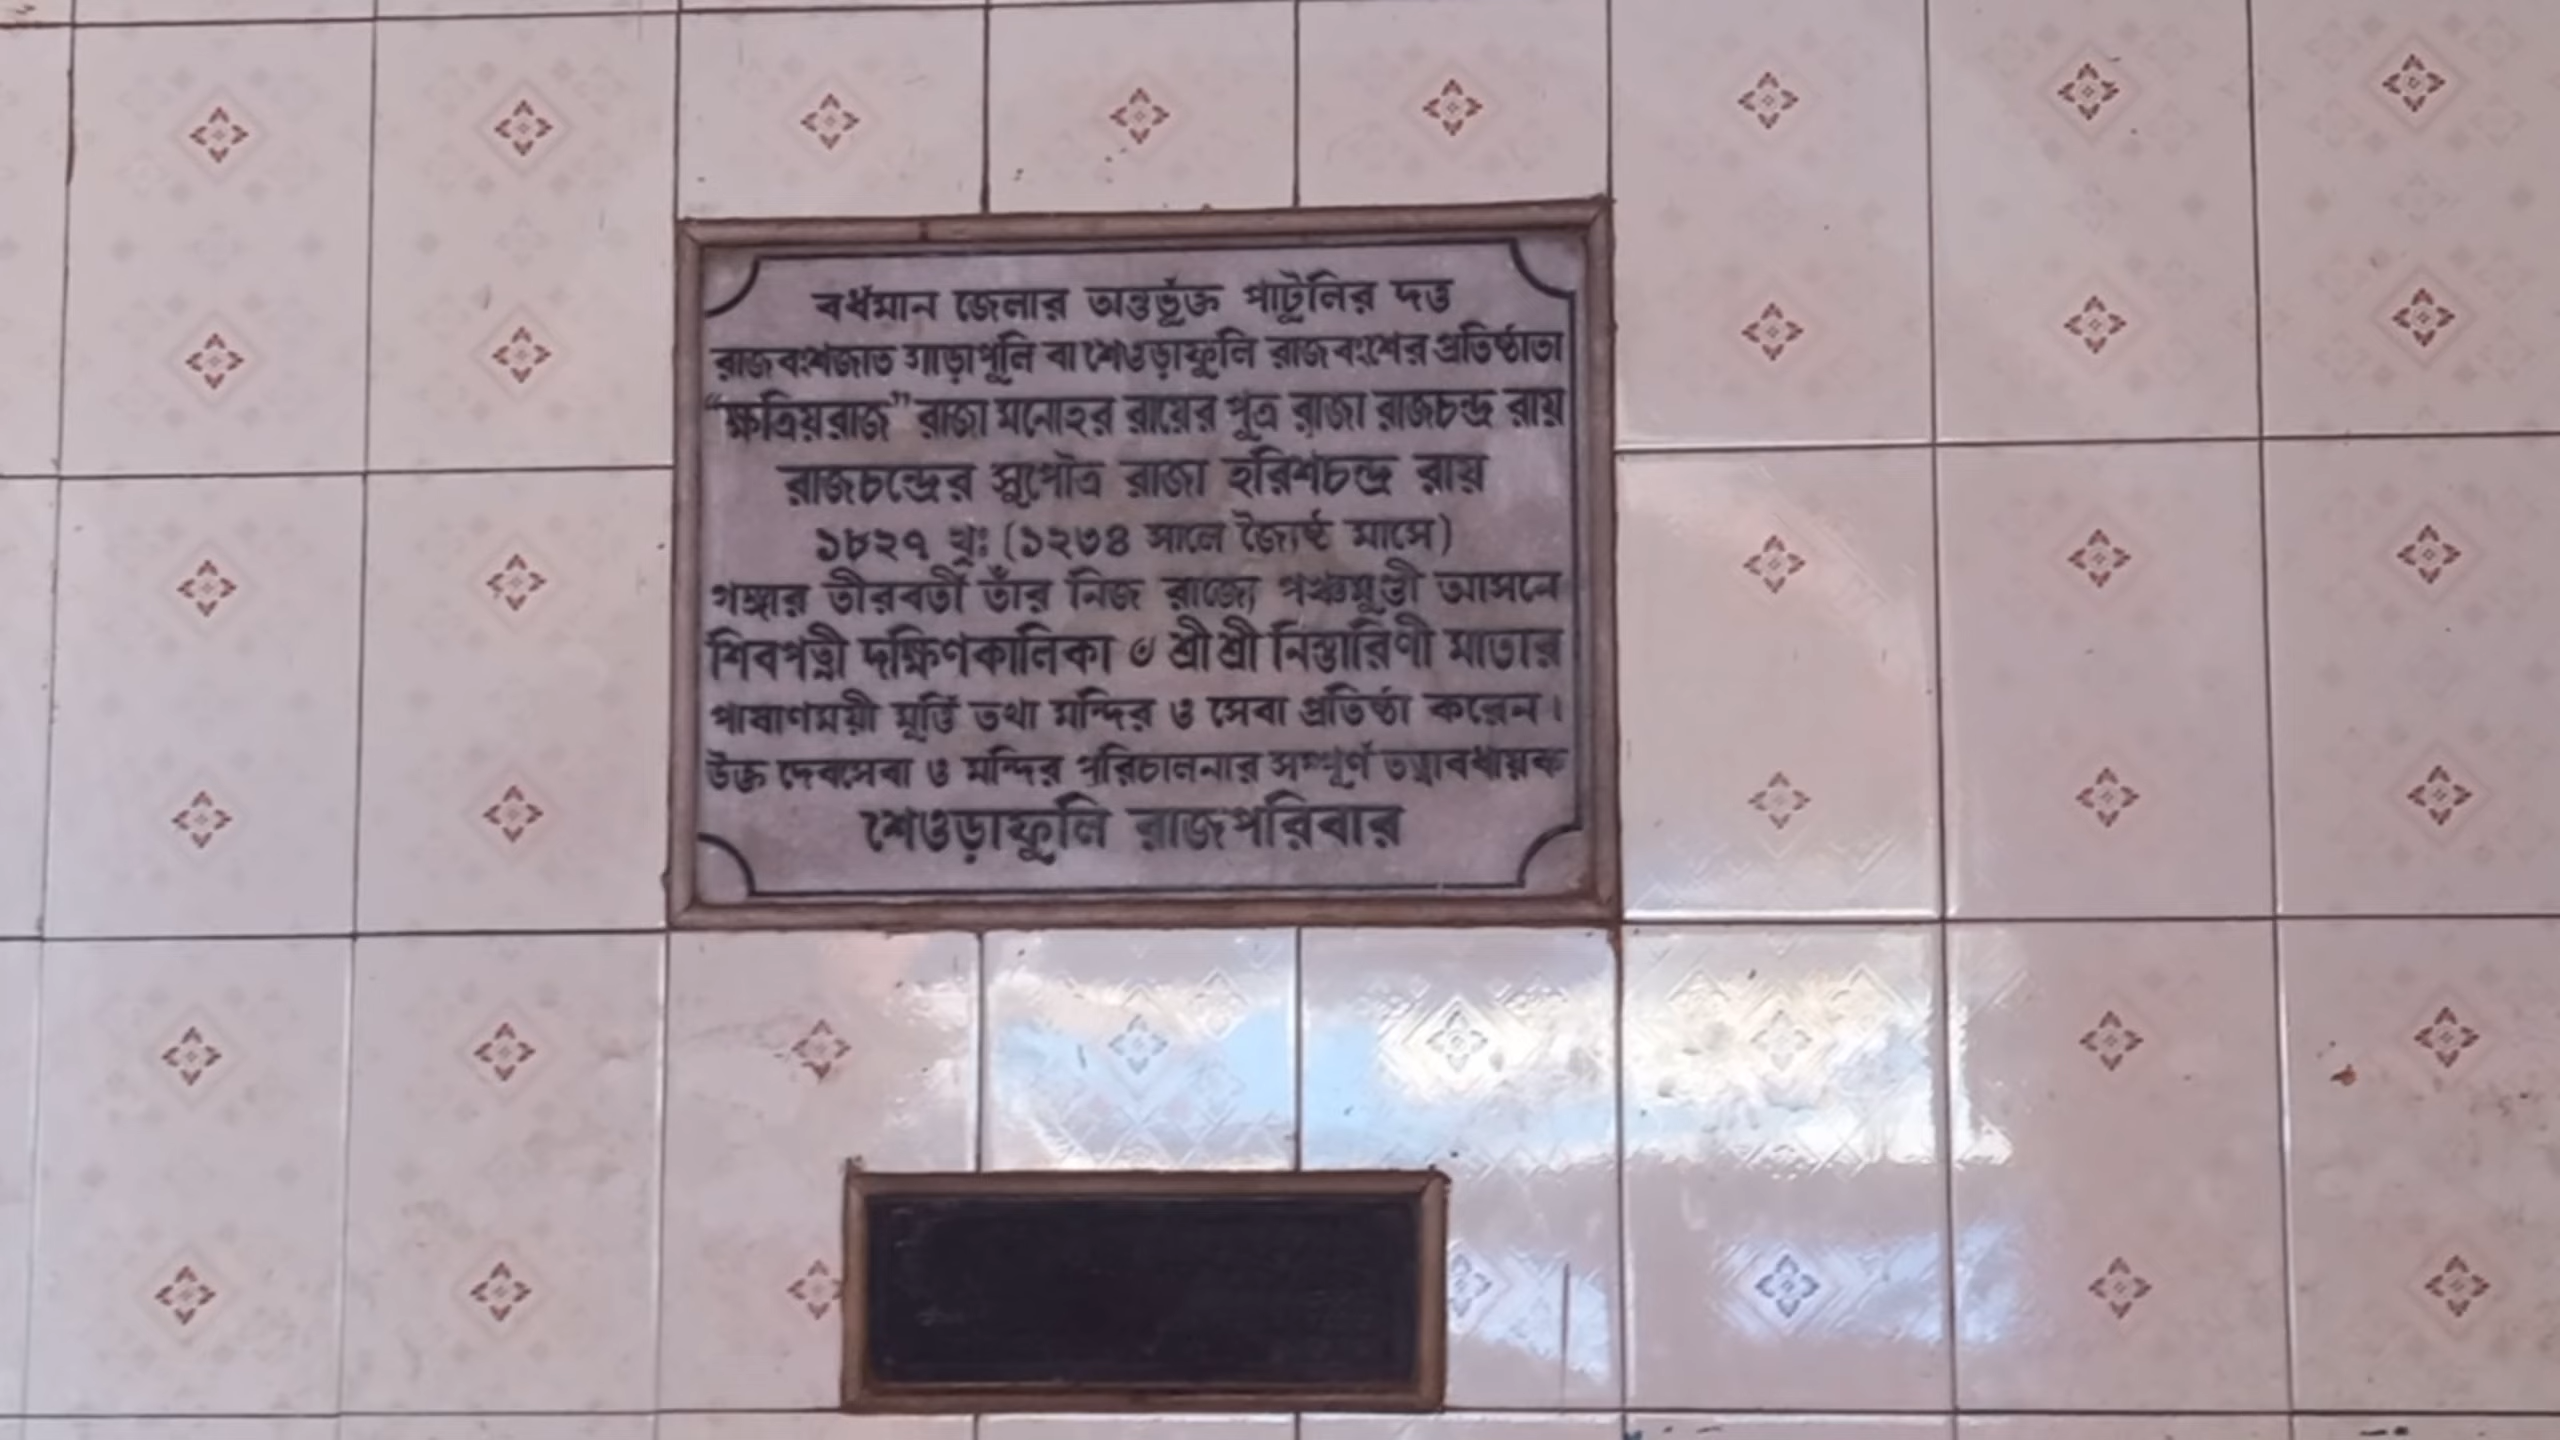 বর্ধমান জেলার অন্তর্ভূক্ত পাটুলির দত্ত
রাজবংশজাত সাড়াপুলি বা শেওড়াফুলি রাজবংশের প্রতিষ্ঠাতা
“ক্ষত্রিয়রাজ” রাজা মনোহর রায়ের পুত্র রাজা রাজচন্দ্র রায়
রাজচন্দ্রের সুপৌত্র রাজা হরিশচন্দ্র রায়
১৮২৭ খৃঃ (১২৩৪ সালে জ্যৈষ্ঠ মাসে)
গঙ্গার তীরবর্তী তাঁর নিজ রাজ্যে পঞ্চমুণ্ডী আসনে
শিবপত্নী দক্ষিণকালিকা ৺ শ্রী শ্রী নিস্তারিণী মাতার
পাষাণময়ী মূর্ত্তি তথা মন্দির ও সেবা প্রতিষ্ঠা করেন।
উক্ত দেবসেবা ও মন্দির পরিচালনার সম্পূর্ণ তত্ত্বাবধায়ক
শেওড়াফুলি রাজপরিবার